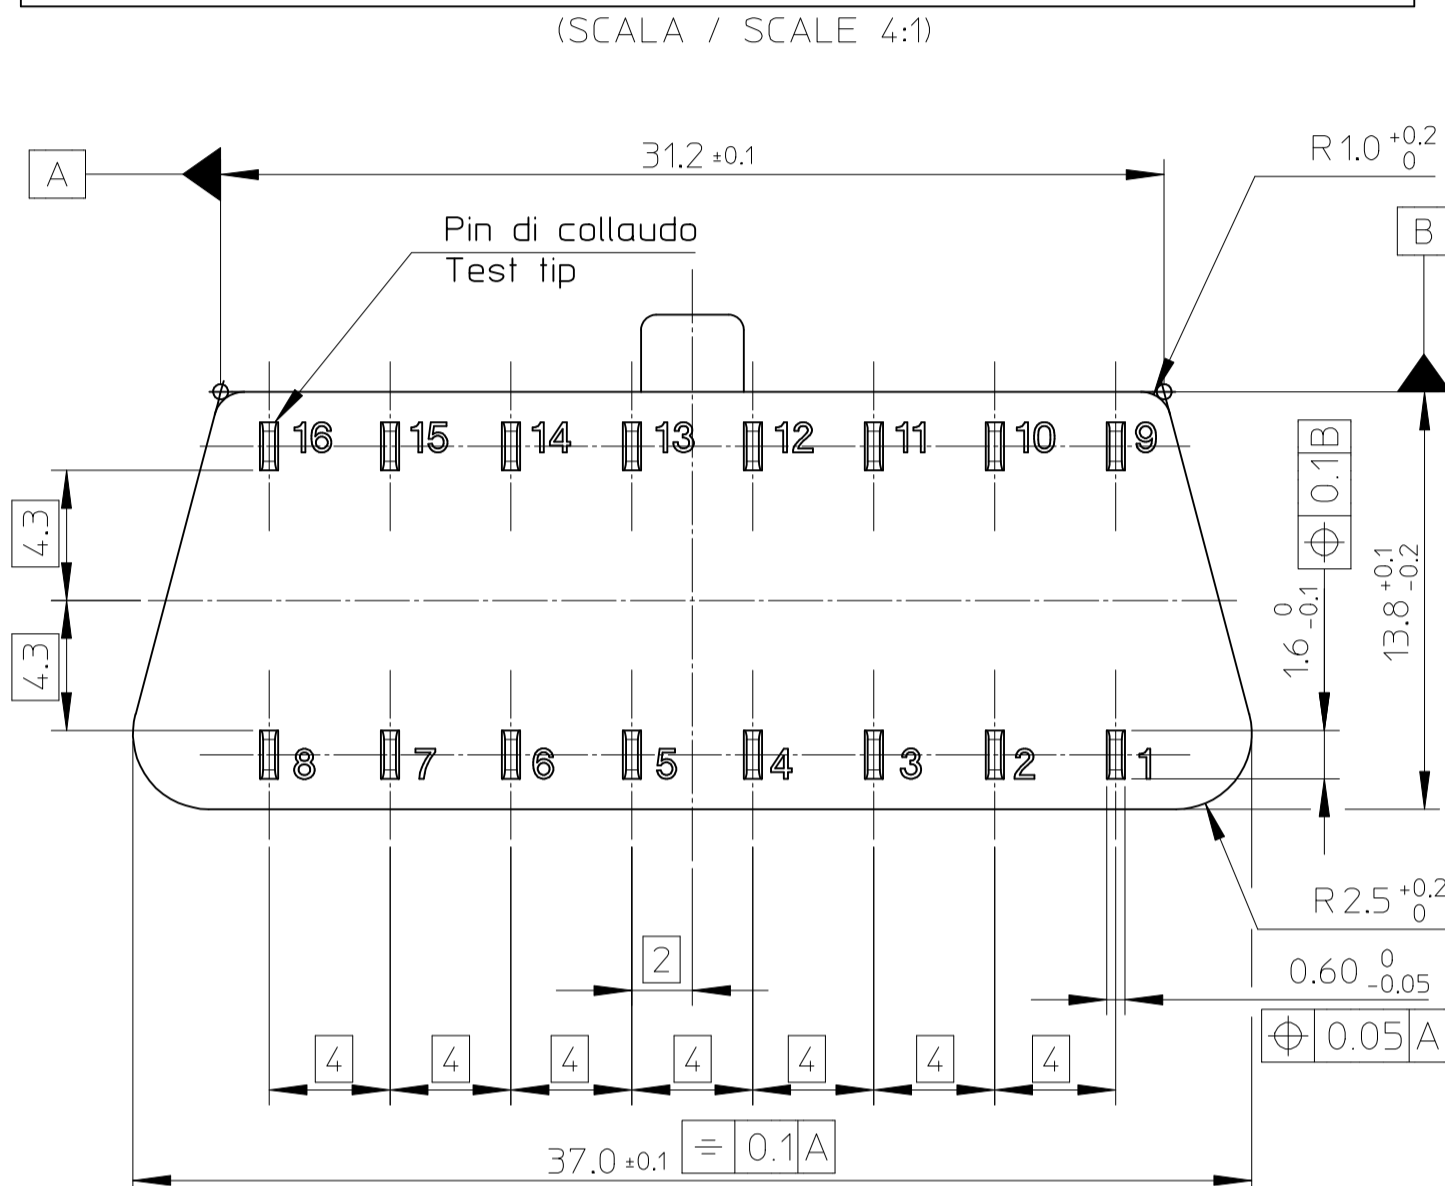 (SCALA / SCALE 4:1)
A
31.2 ±0.1
R1.0 +0.2 0
B
Pin di collaudo
Test tip
16 15 14 13 12 11 10 9
4.3
4.3
0.1 B
1.6 0 -0.1
13.8 +0.1 -0.2
8 7 6 5 4 3 2 1
R2.5 +0.2 0
2
0.60 0 -0.05
0.05 A
4 4 4 4 4 4 4
37.0 ±0.1
0.1 A